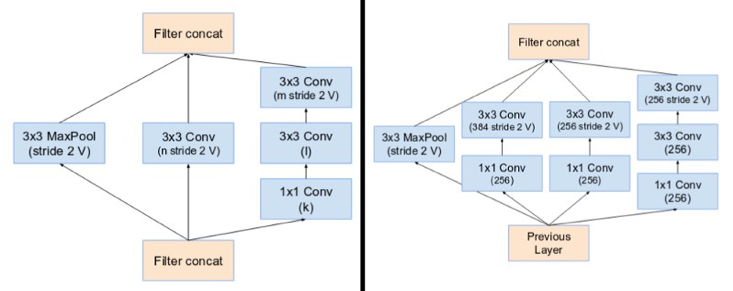 Filter concat
3x3 Conv
(m stride 2 V)
3x3 MaxPool
(stride 2 V)
3x3 Conv
(n stride 2 V)
3x3 Conv
(l)
1x1 Conv
(k)
Filter concat
Filter concat
3x3 Conv
(256 stride 2 V)
3x3 Conv
(384 stride 2 V)
3x3 Conv
(256 stride 2 V)
3x3 MaxPool
(stride 2 V)
3x3 Conv
(256)
1x1 Conv
(256)
1x1 Conv
(256)
1x1 Conv
(256)
Previous
Layer